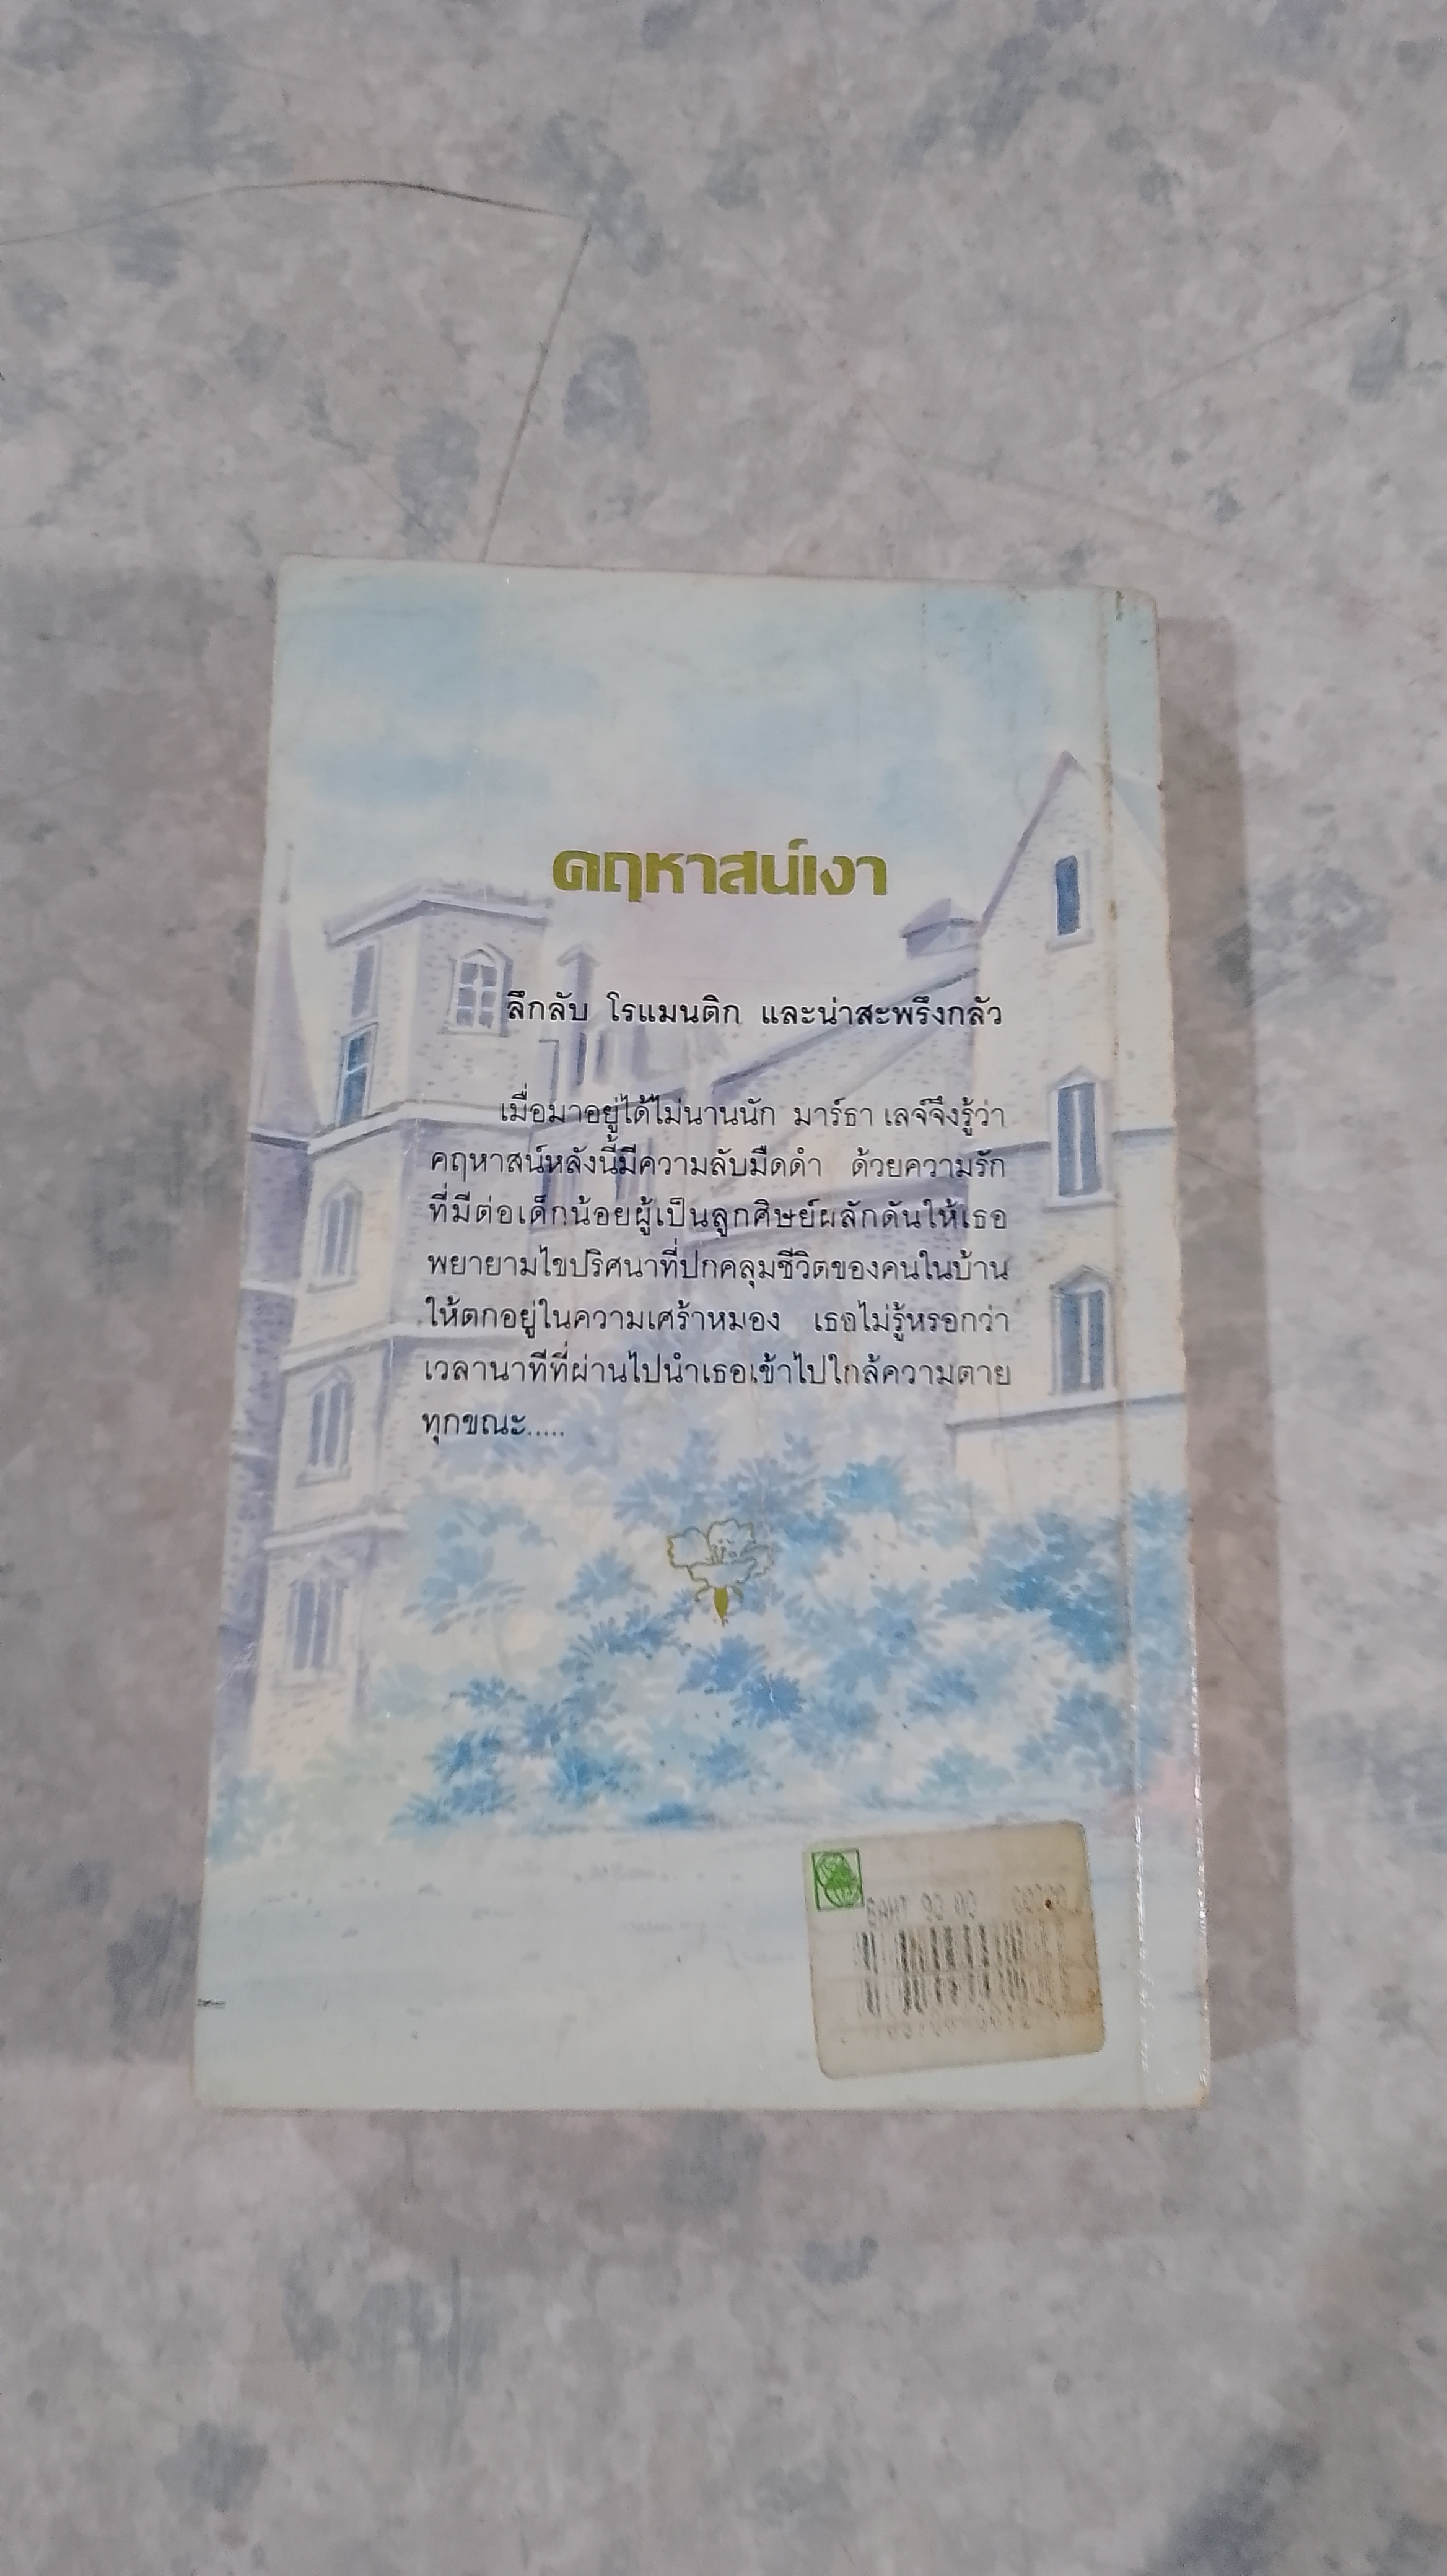 คฤหาสน์เงา
ลึกลับ โรแมนติก และน่าสะพรึงกลัว
เมื่อมาอยู่ได้ไม่นานนัก มาร์ธา เลจ์จึงรู้ว่า
คฤหาสน์หลังนี้มีความลับมืดดำ ด้วยความรัก
ที่มีต่อเด็กน้อยผู้เป็นลูกศิษย์ผลักดันให้เธอ
พยายามไขปริศนาที่ปกคลุมชีวิตของคนในบ้าน
ให้ตกอยู่ในความเศร้าหมอง เธอไม่รู้หรอกว่า
เวลานาทีที่ผ่านไปนำเธอเข้าไปใกล้ความตาย
ทุกขณะ.....
BAHT